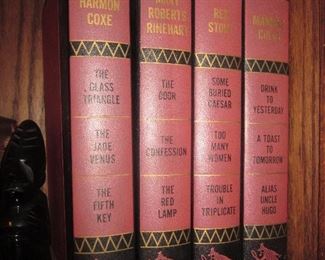 HARMON
COXE
THE
GLASS
TRIANGLE
THE
JADE
VENUS
THE
FIFTH
KEY
MARY
ROBERTS
RINEHART
THE
DOOR
THE
CONFESSION
THE
RED
LAMP
REX
STOUT
SOME
BURIED
CAESAR
TOO
MANY
WOMEN
TROUBLE
IN
TRIPLICATE
MANNING
COLES
DRINK
TO
YESTERDAY
A TOAST
TO
TOMORROW
ALIAS
UNCLE
HUGO